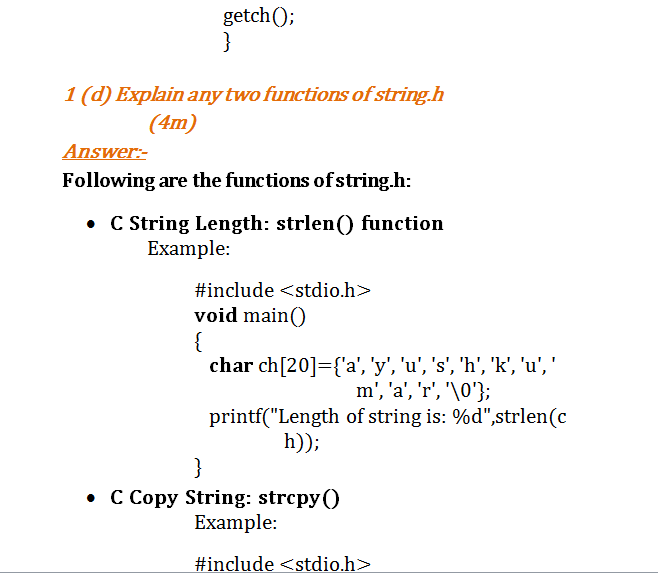 getch();
}
1 (d) Explain any two functions of string.h
(4m)
Answer:-
Following are the functions of string.h:
• C String Length: strlen() function
Example:
#include <stdio.h>
void main()
{
char ch[20]={'a', 'y', 'u', 's', 'h', 'k', 'u', '
m', 'a', 'r', '\0'};
printf("Length of string is: %d",strlen(c
h));
}
• C Copy String: strcpy()
Example:
#include <stdio.h>